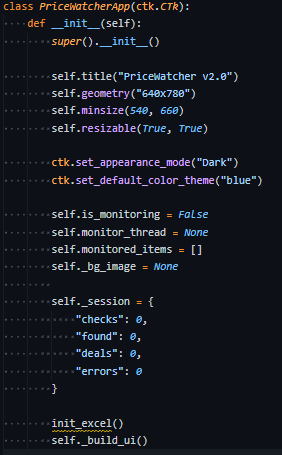 class PriceWatcherApp(ctk.CTk):
    def __init__(self):
        super().__init__()

        self.title("PriceWatcher v2.0")
        self.geometry("640x780")
        self.minsize(540, 660)
        self.resizable(True, True)

        ctk.set_appearance_mode("Dark")
        ctk.set_default_color_theme("blue")

        self.is_monitoring = False
        self.monitor_thread = None
        self.monitored_items = []
        self._bg_image = None

        self._session = {
            "checks": 0,
            "found": 0,
            "deals": 0,
            "errors": 0
        }

        init_excel()
        self._build_ui()